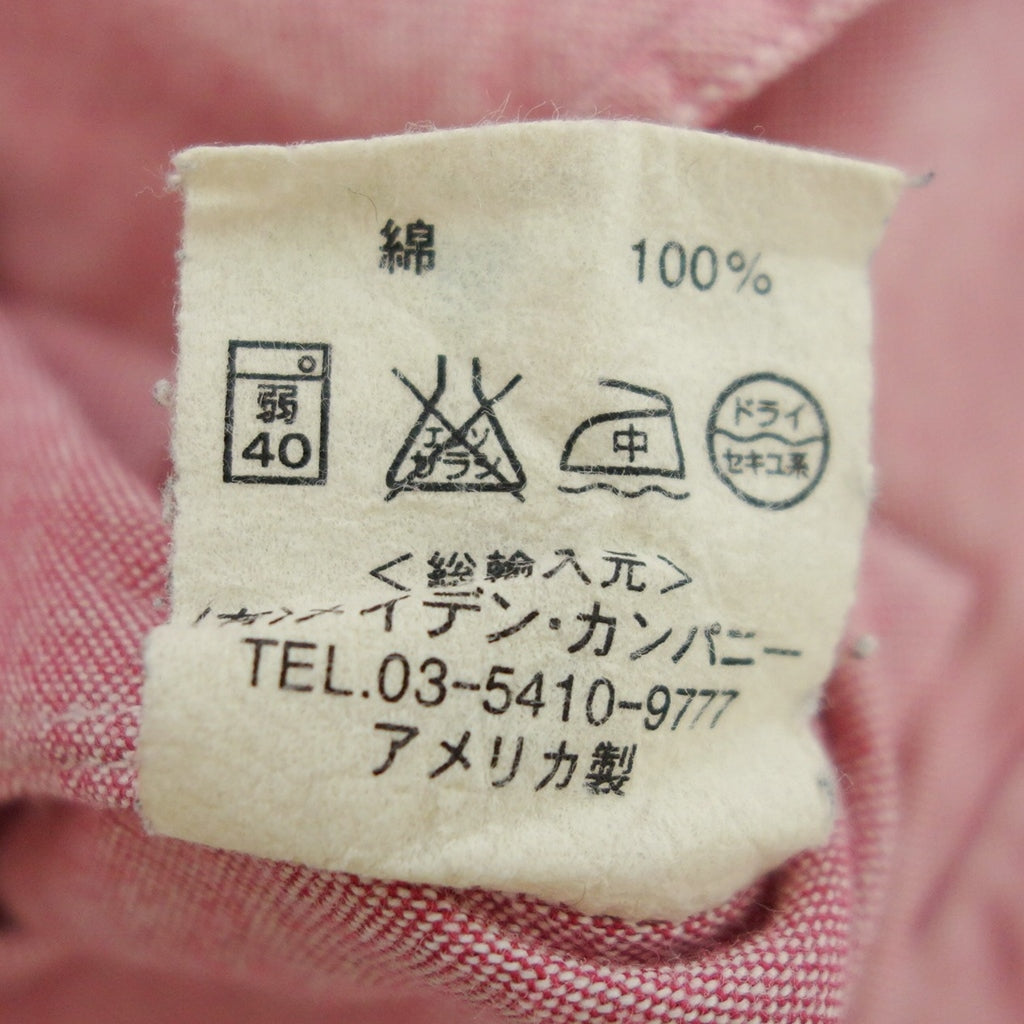 綿 100%
弱 40
エンソ サラシ
中
ドライ
セキユ系
<総輸入元>
イデン・カンパニー
TEL.03-5410-9777
アメリカ製